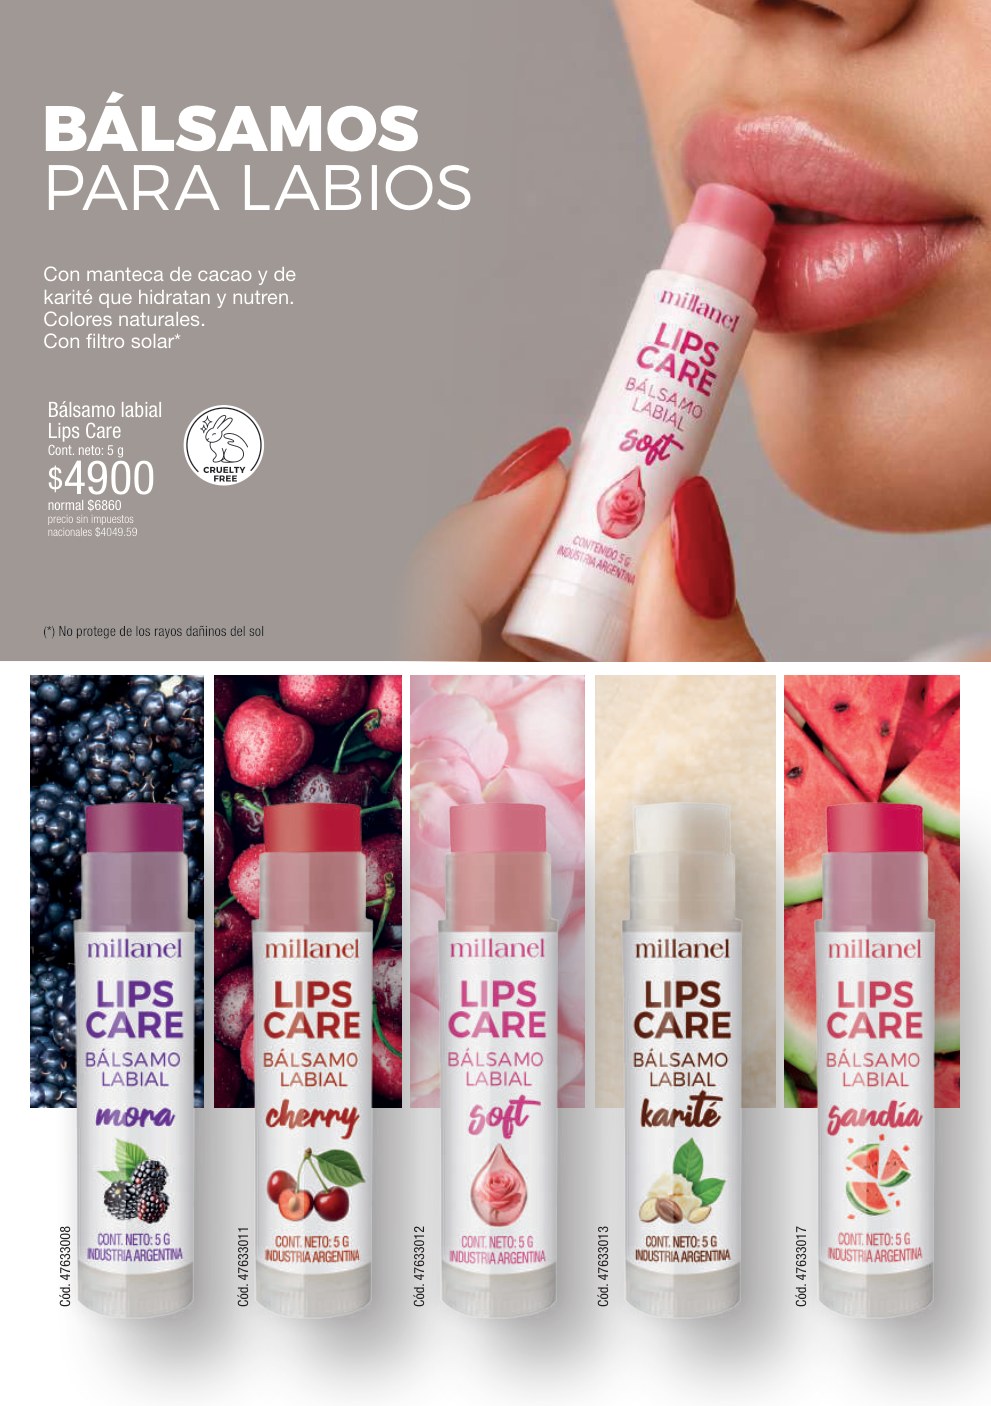 BÁLSAMOS
PARA LABIOS
Con manteca de cacao y de
karité que hidratan y nutren.
Colores naturales.
Con filtro solar*
Bálsamo labial
Lips Care
Cont. neto: 5 g
$4900
normal $6860
precio sin impuestos
nacionales $4049.59
CRUELTY
FREE
(*) No protege de los rayos dañinos del sol
millanel
LIPS
CARE
BÁLSAMO
LABIAL
soft
CONTENIDO 5 G
INDUSTRIA ARGENTINA
millanel
LIPS
CARE
BÁLSAMO
LABIAL
mora
CONT. NETO: 5 G
INDUSTRIA ARGENTINA
Cód. 47633008
millanel
LIPS
CARE
BÁLSAMO
LABIAL
cherry
CONT. NETO: 5 G
INDUSTRIA ARGENTINA
Cód. 47633011
millanel
LIPS
CARE
BÁLSAMO
LABIAL
soft
CONT. NETO: 5 G
INDUSTRIA ARGENTINA
Cód. 47633012
millanel
LIPS
CARE
BÁLSAMO
LABIAL
karité
CONT. NETO: 5 G
INDUSTRIA ARGENTINA
Cód. 47633013
millanel
LIPS
CARE
BÁLSAMO
LABIAL
sandía
CONT. NETO: 5 G
INDUSTRIA ARGENTINA
Cód. 47633017